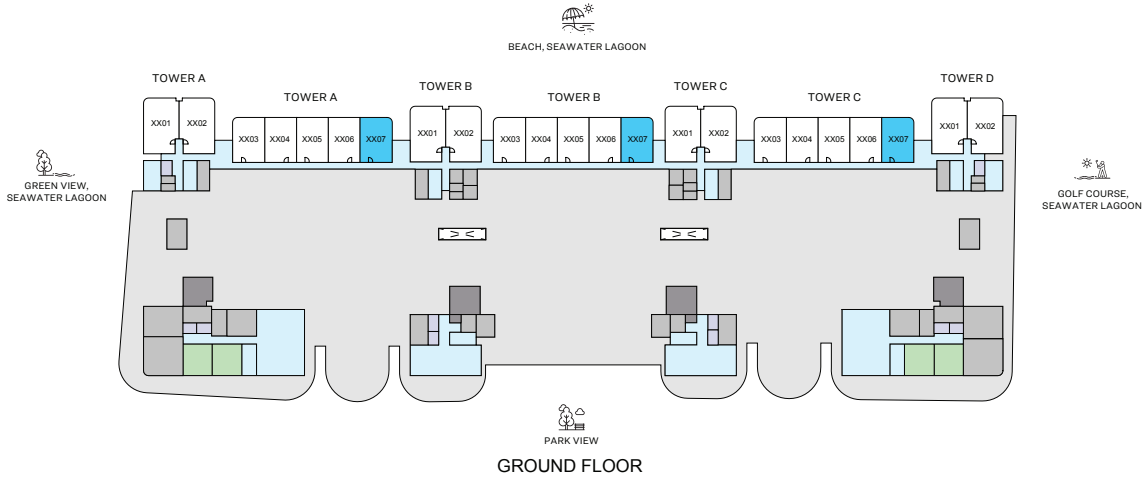 BEACH, SEAWATER LAGOON
TOWER A
TOWER A
TOWER B
TOWER B
TOWER C
TOWER C
TOWER D
XX01 XX02
XX03 XX04 XX05 XX06 XX07
XX01 XX02
XX03 XX04 XX05 XX06 XX07
XX01 XX02
XX03 XX04 XX05 XX06 XX07
XX01 XX02
GREEN VIEW,
SEAWATER LAGOON
GOLF COURSE,
SEAWATER LAGOON
PARK VIEW
GROUND FLOOR